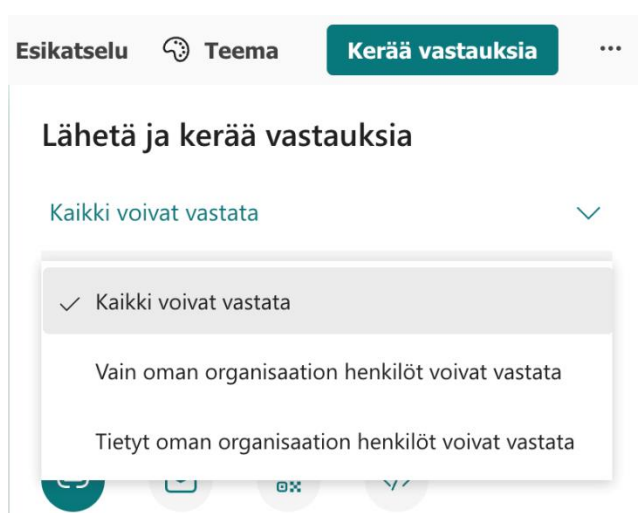 Esikatselu Teema Kerää vastauksia ...
Lähetä ja kerää vastauksia
Kaikki voivat vastata
Kaikki voivat vastata
Vain oman organisaation henkilöt voivat vastata
Tietyt oman organisaation henkilöt voivat vastata